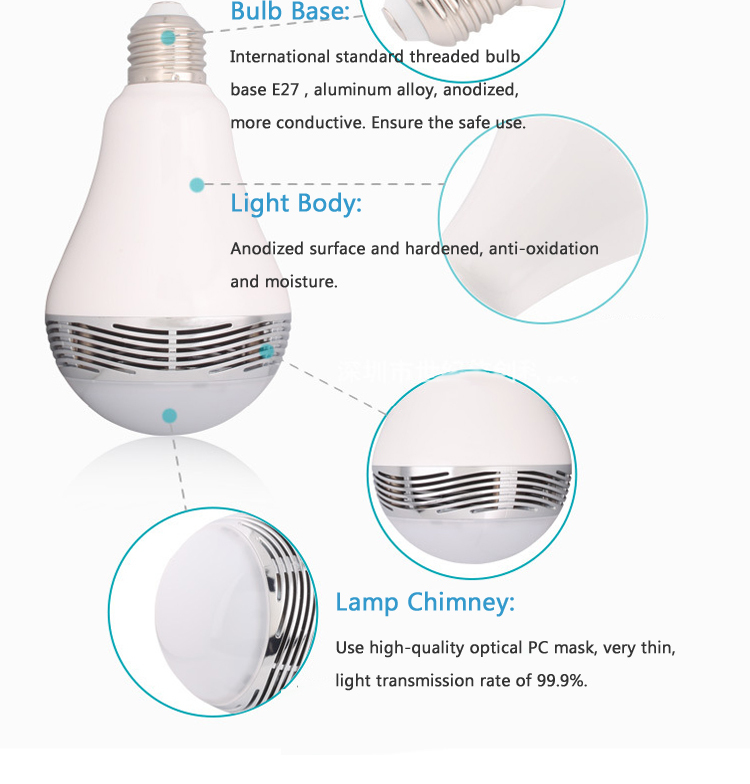 Bulb Base:
International standard threaded bulb
base E27 , aluminum alloy, anodized,
more conductive. Ensure the safe use.
Light Body:
Anodized surface and hardened, anti-oxidation
and moisture.
Lamp Chimney:
Use high-quality optical PC mask, very thin,
light transmission rate of 99.9%.